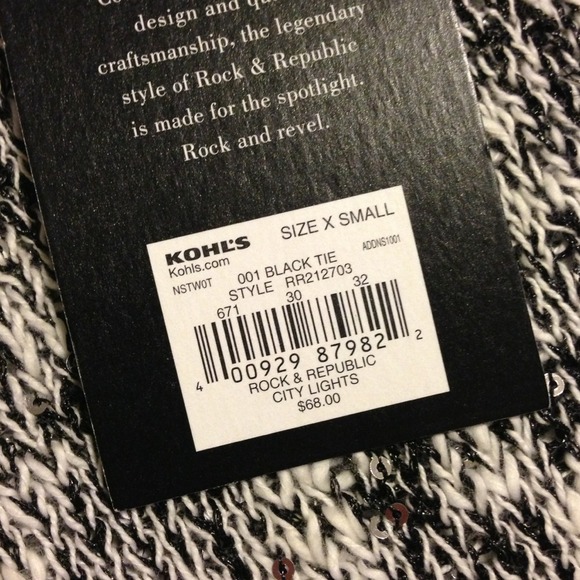 design and
craftsmanship, the legendary
style of Rock & Republic
is made for the spotlight.
Rock and revel.
KOHL'S SIZE X SMALL
Kohls.com ADDNS1001
NSTW0T 001 BLACK TIE
STYLE RR212703
671 30 32
4 00929 87982 2
ROCK & REPUBLIC
CITY LIGHTS
$68.00